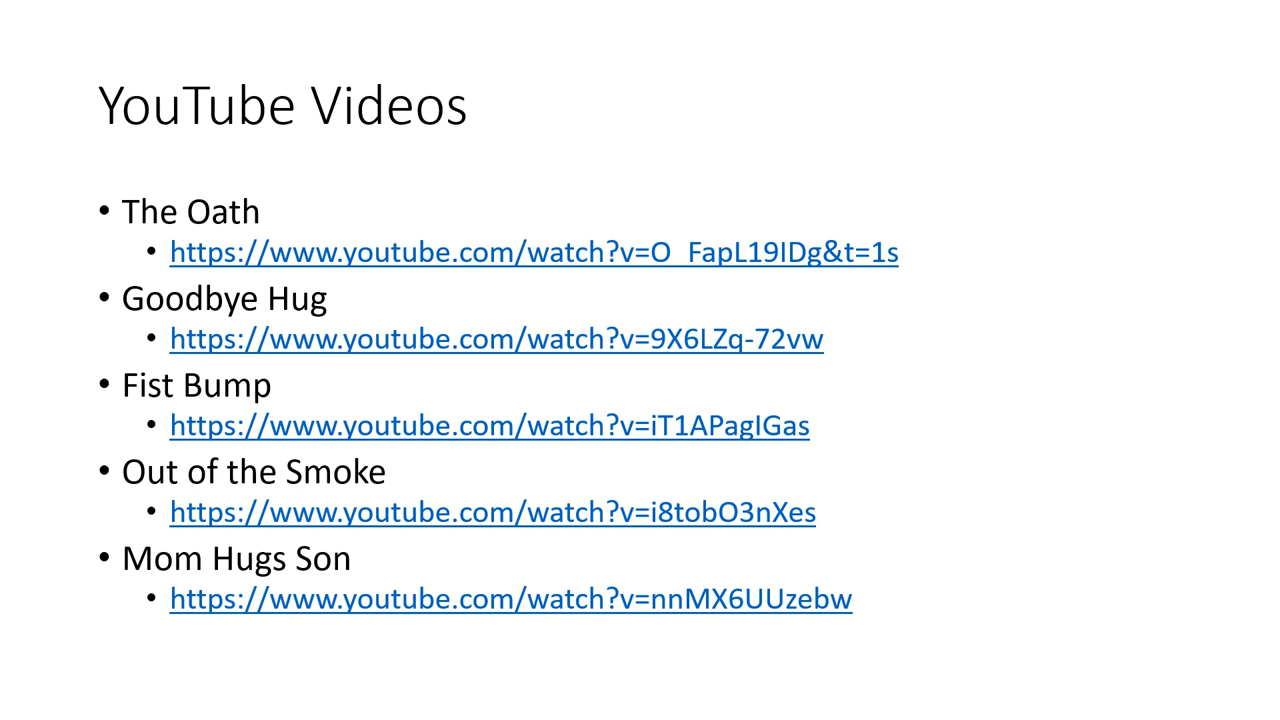 YouTube Videos
• The Oath
• https://www.youtube.com/watch?v=O_FapL19IDg&t=1s
• Goodbye Hug
• https://www.youtube.com/watch?v=9X6LZq-72vw
• Fist Bump
• https://www.youtube.com/watch?v=iT1APagIGas
• Out of the Smoke
• https://www.youtube.com/watch?v=i8tobO3nXes
• Mom Hugs Son
• https://www.youtube.com/watch?v=nnMX6UUzebw